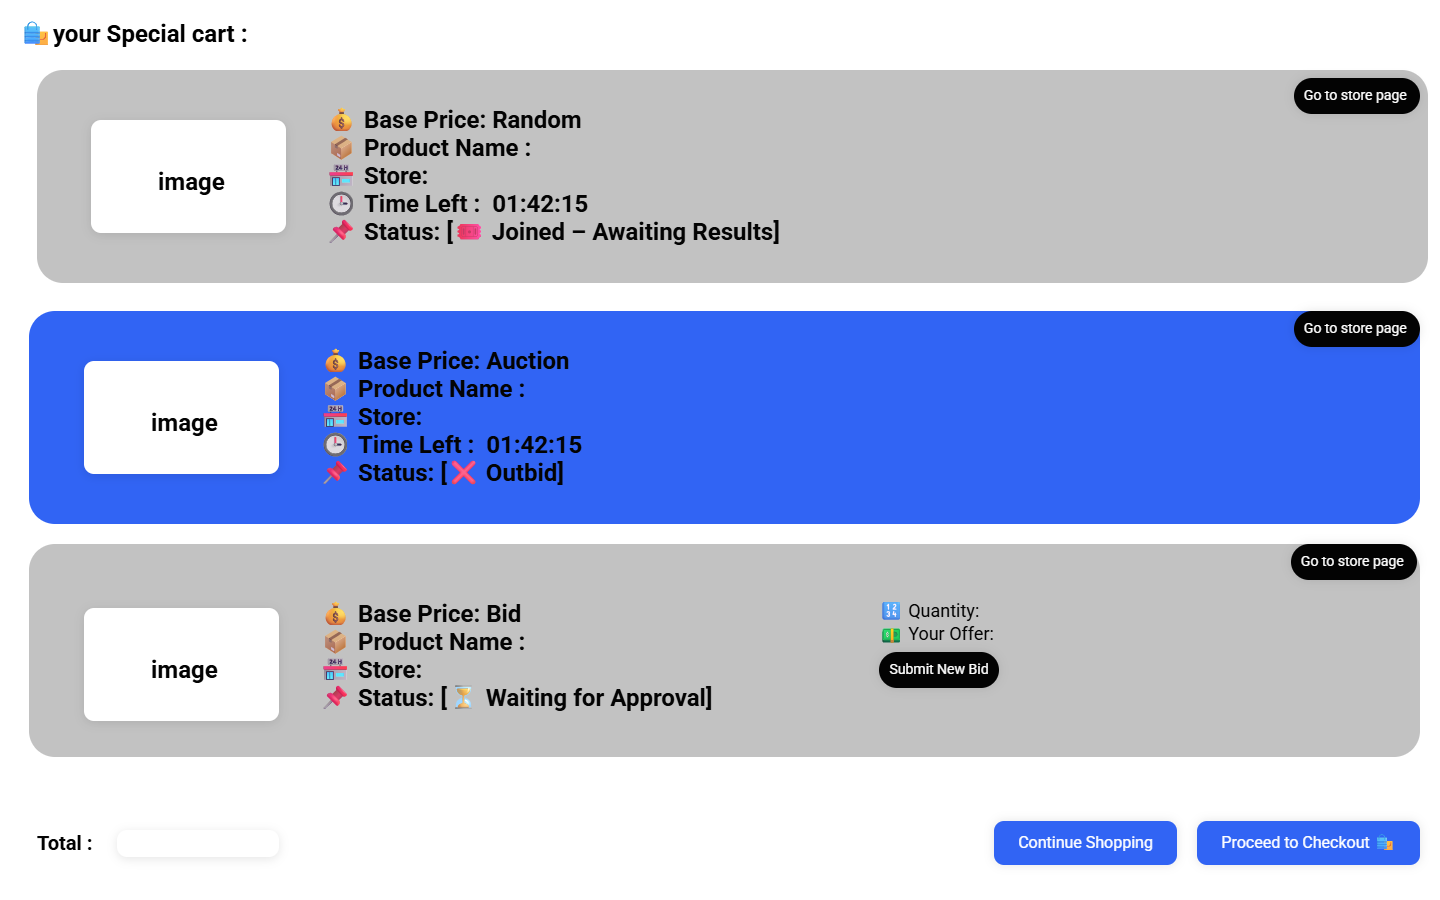 🛍️ your Special cart :
Go to store page
image
💰 Base Price: Random
📦 Product Name :
🏪 Store:
🕒 Time Left :  01:42:15
📌 Status: [🎟️ Joined – Awaiting Results]
Go to store page
image
💰 Base Price: Auction
📦 Product Name :
🏪 Store:
🕒 Time Left :  01:42:15
📌 Status: [❌ Outbid]
Go to store page
image
💰 Base Price: Bid
📦 Product Name :
🏪 Store:
📌 Status: [⏳ Waiting for Approval]
🔢 Quantity:
💵 Your Offer:
Submit New Bid
Total :
Continue Shopping
Proceed to Checkout 🛍️